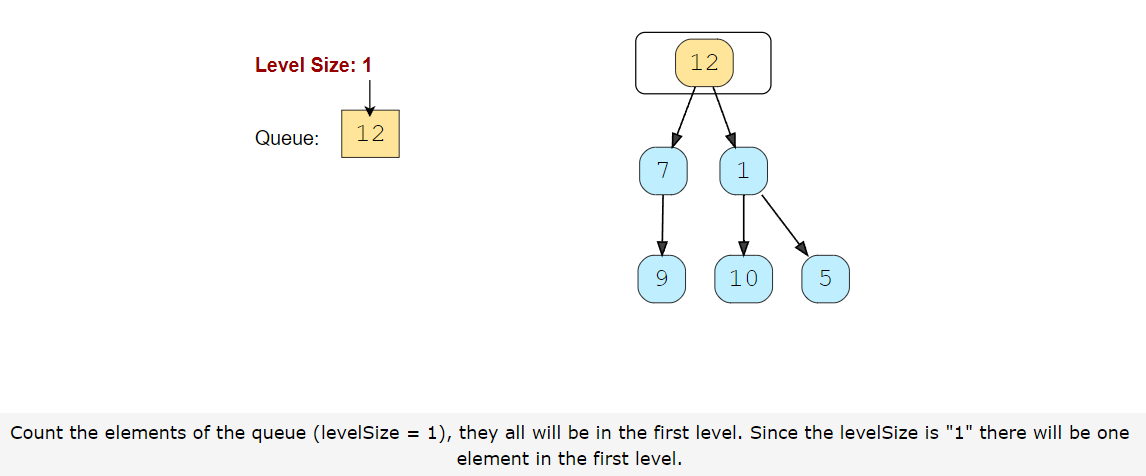 Level Size: 1
12
Queue:
12
7
1
9
10
5
Count the elements of the queue (levelSize = 1), they all will be in the first level. Since the levelSize is "1" there will be one
element in the first level.